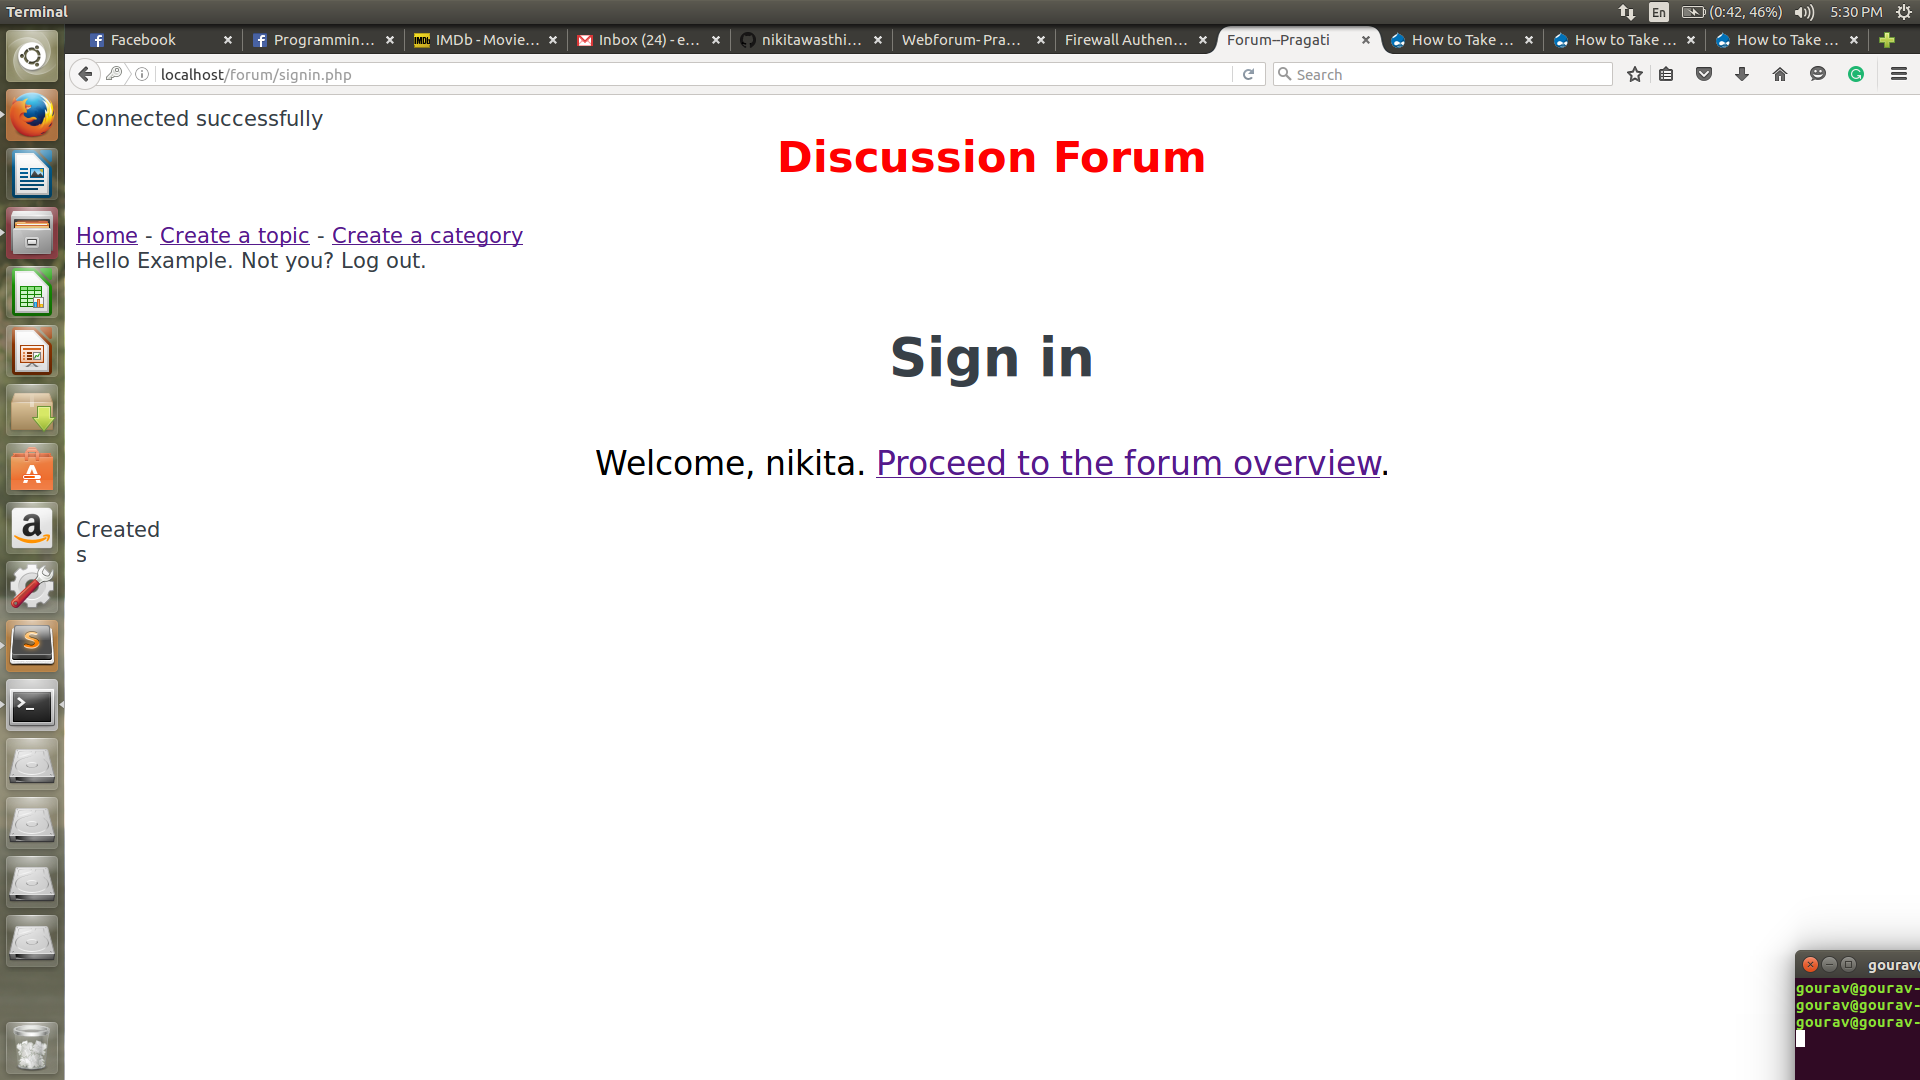 Terminal
En
(0:42, 46%)
5:30 PM
Facebook
Programmin...
IMDb - Movie...
Inbox (24) - e...
nikitawasthi...
Webforum- Pra...
Firewall Authen...
Forum--Pragati
How to Take ...
How to Take ...
How to Take ...
localhost/forum/signin.php
Search
Connected successfully
Discussion Forum
Home - Create a topic - Create a category
Hello Example. Not you? Log out.
Sign in
Welcome, nikita. Proceed to the forum overview.
Created
s
gourav@
gourav@gourav-
gourav@gourav-
gourav@gourav-